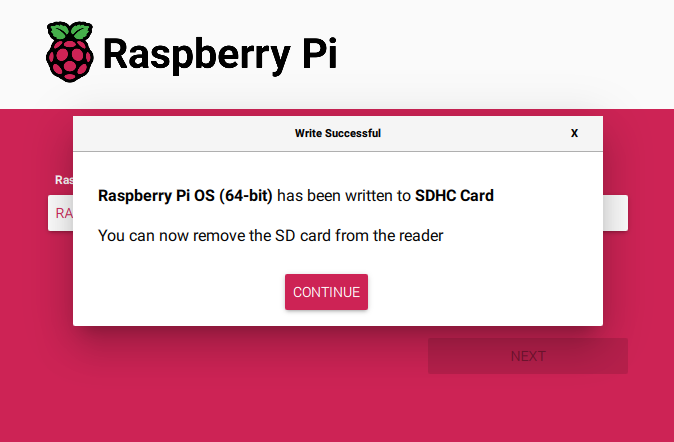 Raspberry Pi
Write Successful X
Ras
RA
Raspberry Pi OS (64-bit) has been written to SDHC Card
You can now remove the SD card from the reader
CONTINUE
NEXT